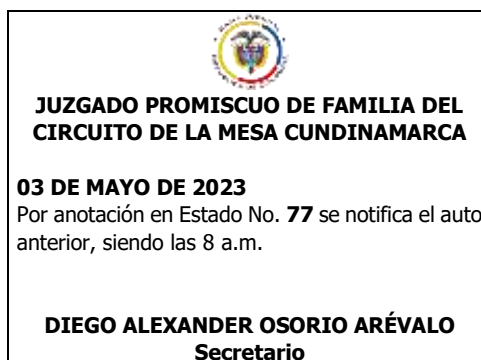 JUZGADO PROMISCUO DE FAMILIA DEL
CIRCUITO DE LA MESA CUNDINAMARCA
03 DE MAYO DE 2023
Por anotación en Estado No. 77 se notifica el auto
anterior, siendo las 8 a.m.
DIEGO ALEXANDER OSORIO ARÉVALO
Secretario